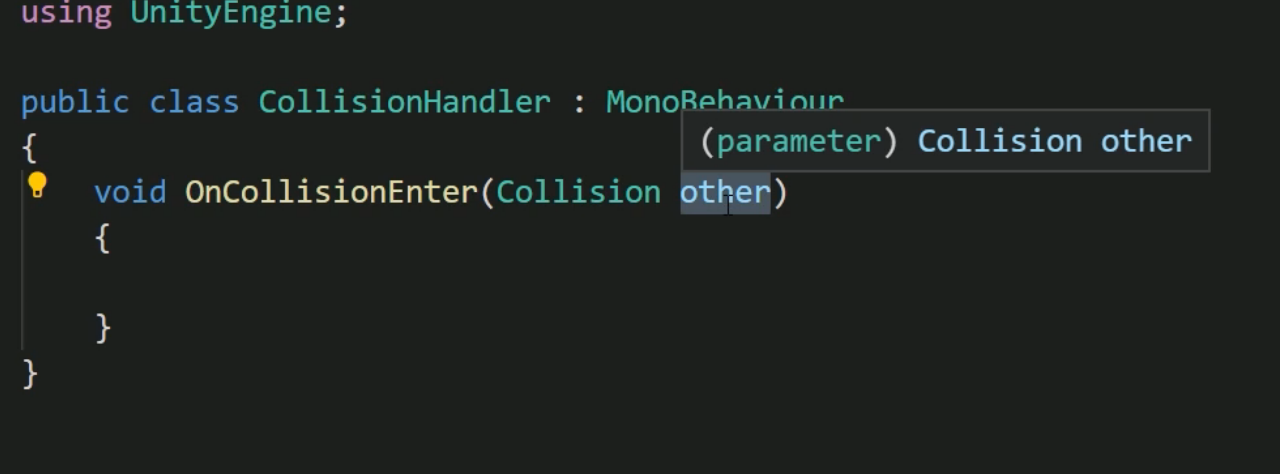 using UnityEngine;
public class CollisionHandler : MonoBehaviour
{
(parameter) Collision other
void OnCollisionEnter(Collision other)
{
}
}